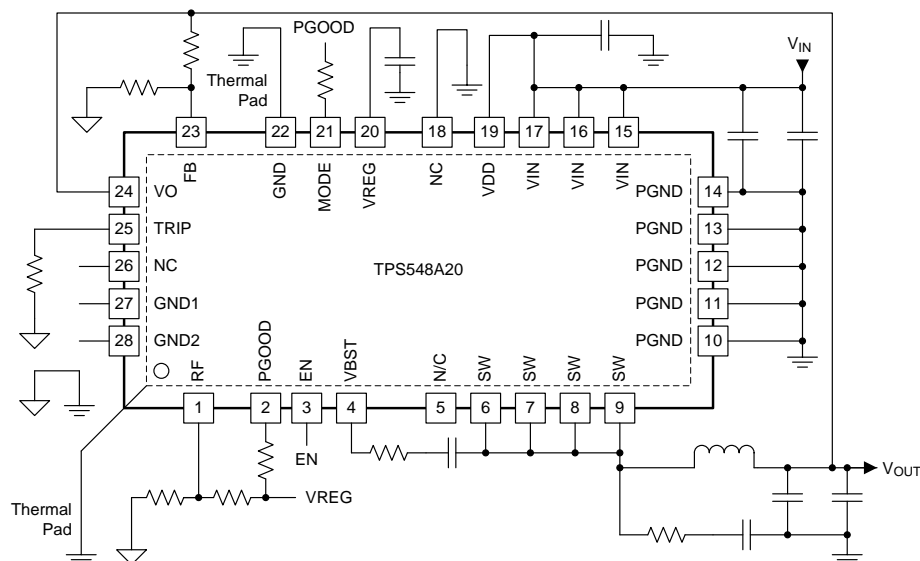 PGOOD
VIN
Thermal
Pad
23
22
21
20
18
19
17
16
15
FB
GND
MODE
VREG
NC
VDD
VIN
VIN
VIN
24
VO
PGND
14
25
TRIP
PGND
13
26
NC
TPS548A20
PGND
12
27
GND1
PGND
11
28
GND2
PGND
10
RF
PGOOD
EN
VBST
N/C
SW
SW
SW
SW
1
2
3
4
5
6
7
8
9
EN
VOUT
VREG
Thermal
Pad